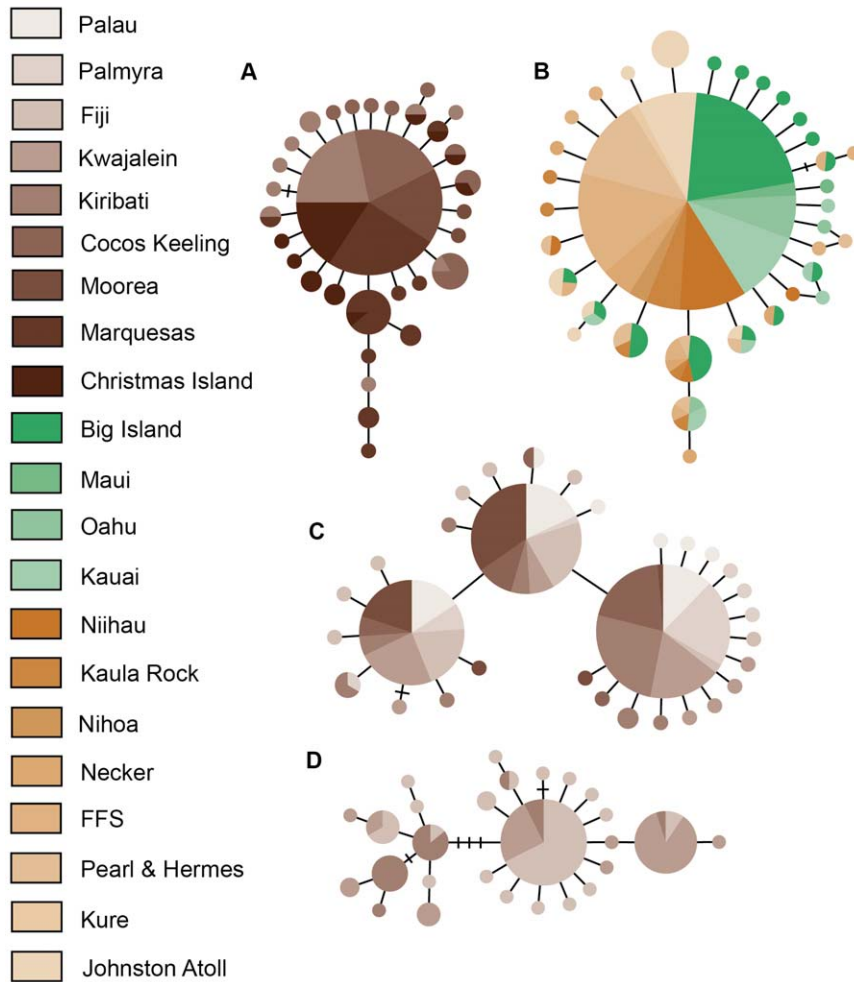 Palau
Palmyra
Fiji
Kwajalein
Kiribati
Cocos Keeling
Moorea
Marquesas
Christmas Island
Big Island
Maui
Oahu
Kauai
Niihau
Kaula Rock
Nihoa
Necker
FFS
Pearl & Hermes
Kure
Johnston Atoll
A
B
C
D